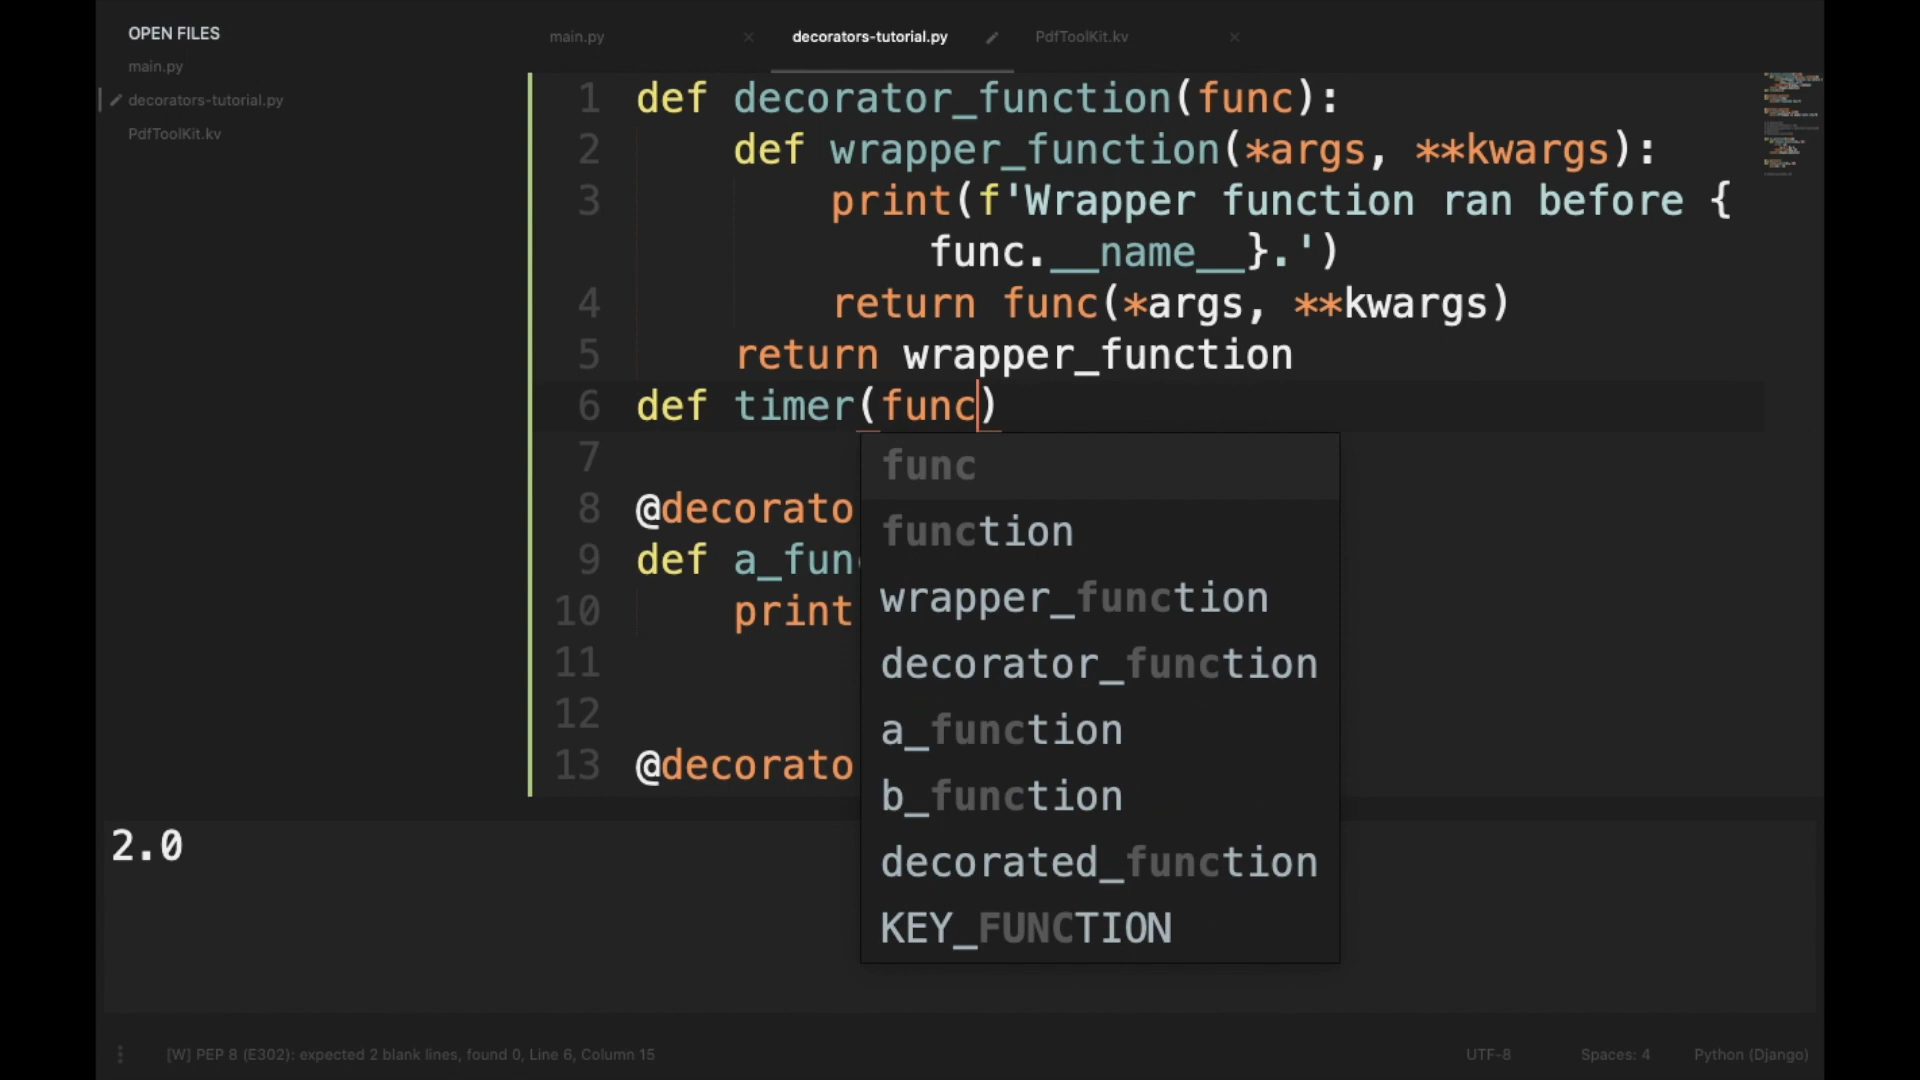 OPEN FILES
main.py
decorators-tutorial.py
PdfToolKit.kv
main.py
decorators-tutorial.py
PdfToolKit.kv
1 def decorator_function(func):
2 def wrapper_function(*args, **kwargs):
3 print(f'Wrapper function ran before {
func.__name__}.')
4 return func(*args, **kwargs)
5 return wrapper_function
6 def timer(func)
7
8 @decorato
9 def a_fun
10 print
11
12
13 @decorato
func
function
wrapper_function
decorator_function
a_function
b_function
decorated_function
KEY_FUNCTION
2.0
[W] PEP 8 (E302): expected 2 blank lines, found 0, Line 6, Column 15
UTF-8
Spaces: 4
Python (Django)